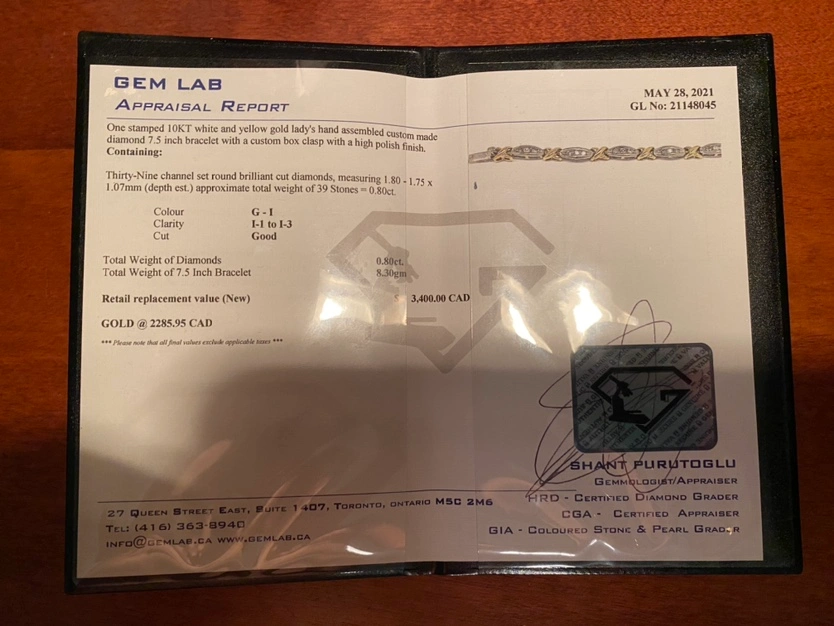 GEM LAB
APPRAISAL REPORT
MAY 28, 2021
GL No: 21148045
One stamped 10KT white and yellow gold lady's hand assembled custom made
diamond 7.5 inch bracelet with a custom box clasp with a high polish finish.
Containing:
Thirty-Nine channel set round brilliant cut diamonds, measuring 1.80 - 1.75 x
1.07mm (depth est.) approximate total weight of 39 Stones = 0.80ct.
Colour G - I
Clarity I-1 to I-3
Cut Good
Total Weight of Diamonds 0.80ct.
Total Weight of 7.5 Inch Bracelet 8.30gm
Retail replacement value (New) $ 3,400.00 CAD
GOLD @ 2285.95 CAD
*** Please note that all final values exclude applicable taxes ***
SHANT PURUTOGLU
GEMMOLOGIST/APPRAISER
HRD - CERTIFIED DIAMOND GRADER
CGA - CERTIFIED APPRAISER
GIA - COLOURED STONE & PEARL GRADER
27 QUEEN STREET EAST, SUITE 1407, TORONTO, ONTARIO M5C 2M6
TEL: (416) 363-8940
INFO@GEMLAB.CA WWW.GEMLAB.CA